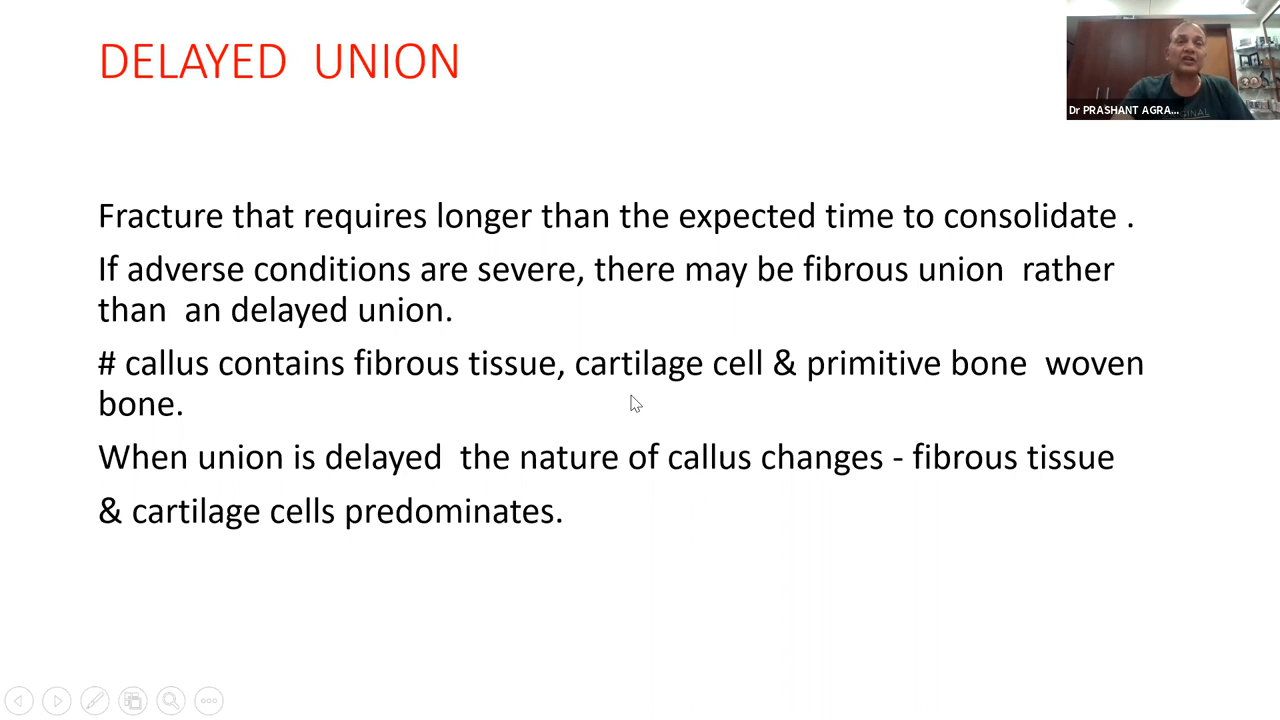 DELAYED UNION
Dr PRASHANT AGRA...
Fracture that requires longer than the expected time to consolidate .
If adverse conditions are severe, there may be fibrous union rather
than an delayed union.
# callus contains fibrous tissue, cartilage cell & primitive bone woven
bone.
When union is delayed the nature of callus changes - fibrous tissue
& cartilage cells predominates.